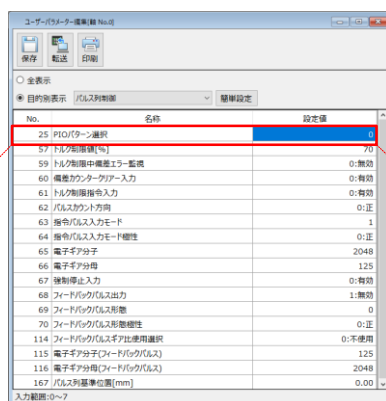 ユーザーパラメーター編集[軸 No.0]
保存 転送 印刷
全表示
目的別表示 パルス列制御 簡単設定
No. 名称 設定値
25 PIOパターン選択 0
57 トルク制限値[%] 70
59 トルク制限中偏差エラー監視 0:無効
60 偏差カウンタークリアー入力 0:有効
61 トルク制限指令入力 0:有効
62 パルスカウント方向 0:正
63 指令パルス入力モード 1
64 指令パルス入力モード極性 0:正
65 電子ギア分子 2048
66 電子ギア分母 125
67 強制停止入力 0:有効
68 フィードバックパルス出力 1:無効
69 フィードバックパルス形態 0
70 フィードバックパルス形態極性 0:正
114 フィードバックパルスギア比使用選択 0:不使用
115 電子ギア分子(フィードバックパルス) 125
116 電子ギア分母(フィードバックパルス) 2048
167 パルス列基準位置[mm] 0.00
入力範囲:0~7